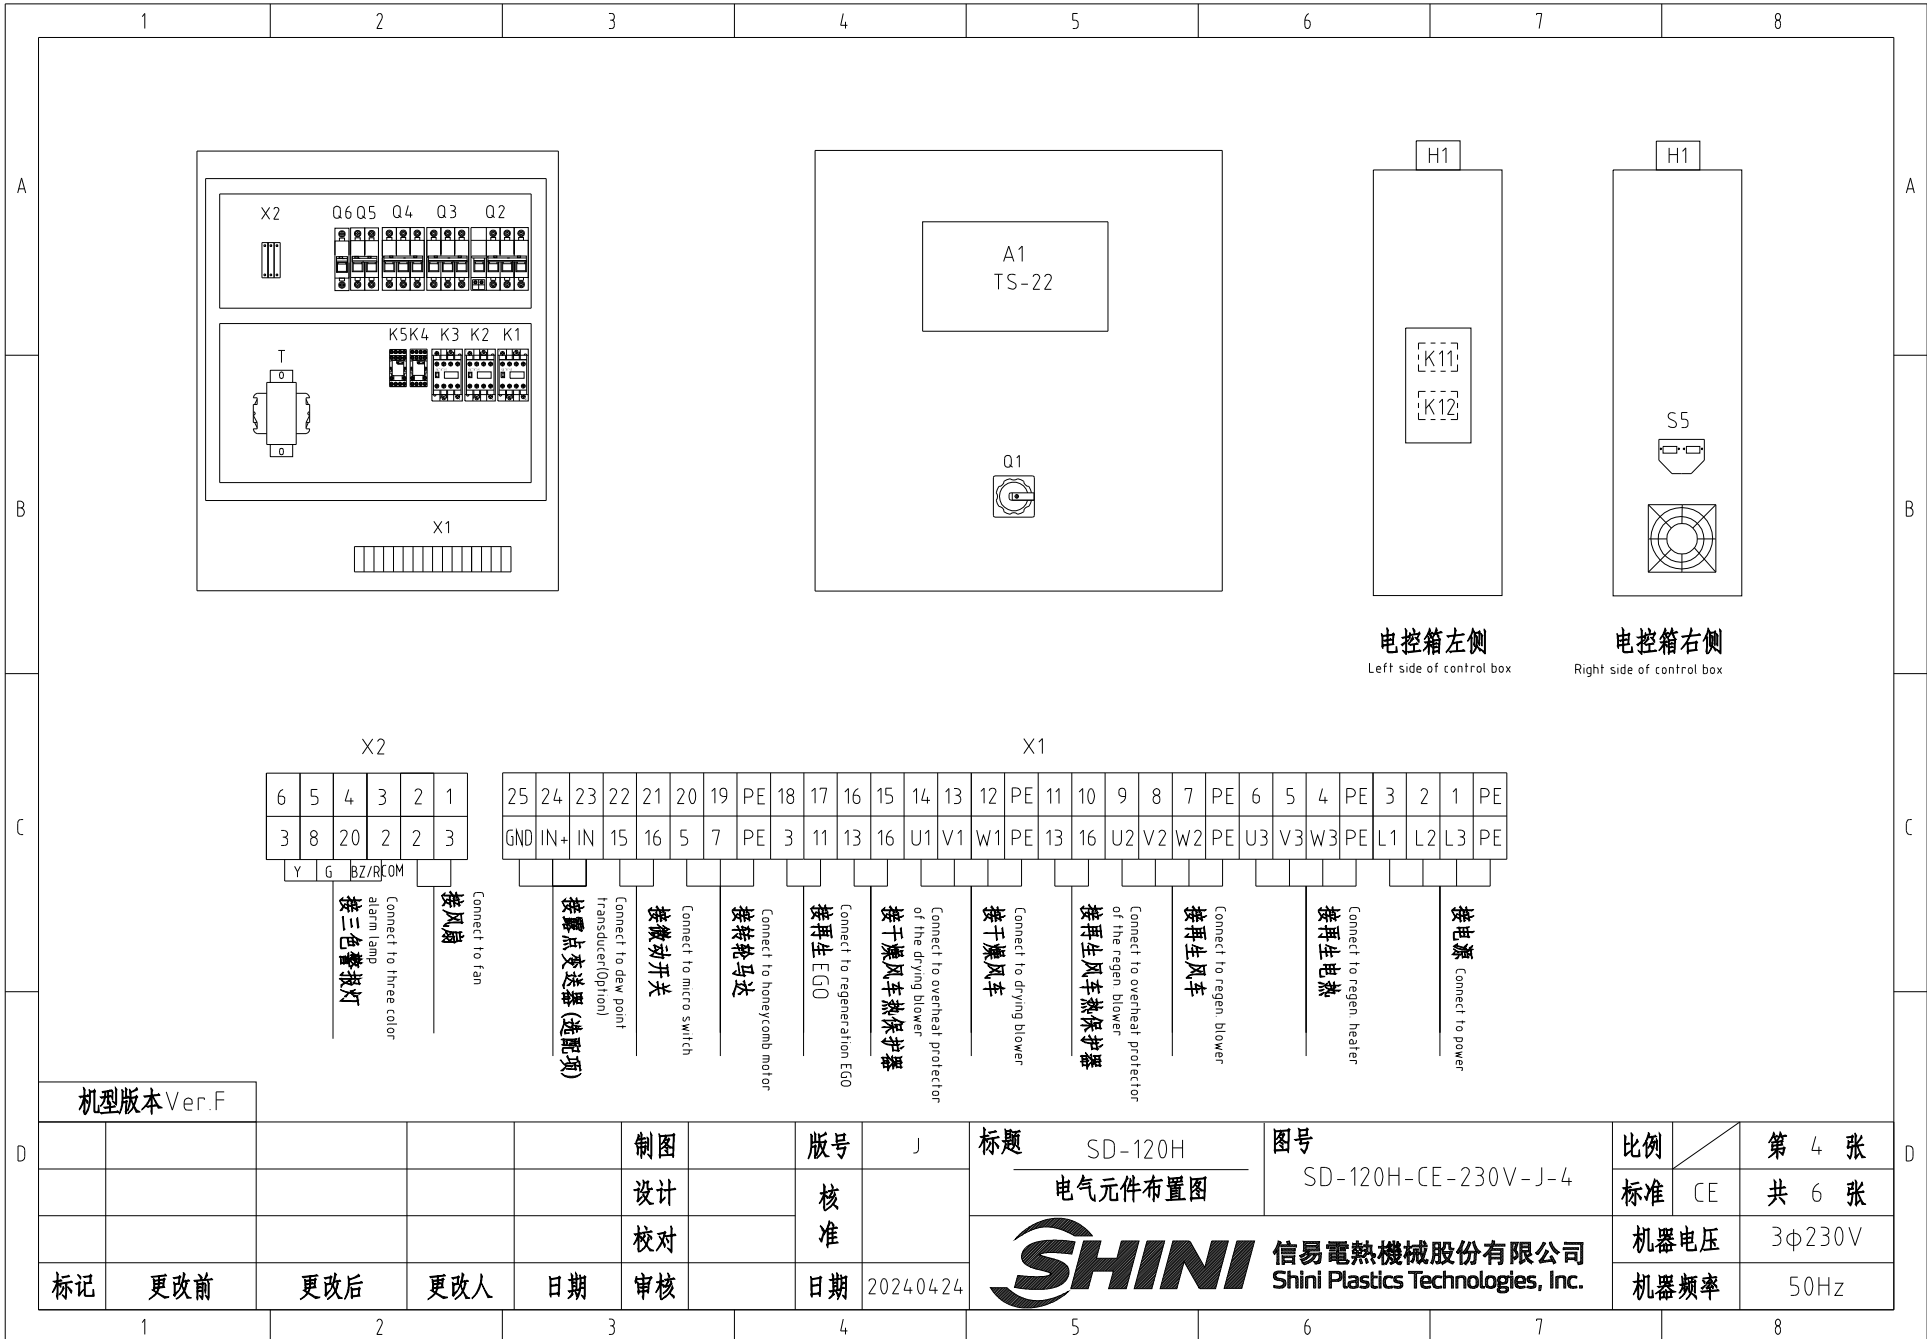 1 2 3 4 5 6 7 8
A A
B B
C C
D D
X2 Q6 Q5 Q4 Q3 Q2
K5 K4 K3 K2 K1
T
0
0
X1
A1
TS-22
Q1
H1
K11
K12
电控箱左侧
Left side of control box
H1
S5
电控箱右侧
Right side of control box
X2
6 5 4 3 2 1
3 8 20 2 2 3
Y G BZ/R COM
接三色警报灯
Connect to three color
alarm lamp
接风扇
Connect to fan
X1
25 24 23 22 21 20 19 PE 18 17 16 15 14 13 12 PE 11 10 9 8 7 PE 6 5 4 PE 3 2 1 PE
GND IN+ IN 15 16 5 7 PE 3 11 13 16 U1 V1 W1 PE 13 16 U2 V2 W2 PE U3 V3 W3 PE L1 L2 L3 PE
接露点变送器 (选配项)
Connect to dew point
transducer(Option)
接微动开关
Connect to micro switch
接转轮马达
Connect to honeycomb motor
接再生 EGO
Connect to regeneration EGO
接干燥风车热保护器
Connect to overheat protector
of the drying blower
接干燥风车
Connect to drying blower
接再生风车热保护器
Connect to overheat protector
of the regen. blower
接再生风车
Connect to regen. blower
接再生电热
Connect to regen. heater
接电源 Connect to power
机型版本 Ver.F
制图 版号 J
设计 核准
校对
标记 更改前 更改后 更改人 日期 审核 日期 20240424
标题 SD-120H
电气元件布置图
图号
SD-120H-CE-230V-J-4
比例 第 4 张
标准 CE 共 6 张
机器电压 3φ230V
机器频率 50Hz
SHINI
信易電熱機械股份有限公司
Shini Plastics Technologies, Inc.
1 2 3 4 5 6 7 8